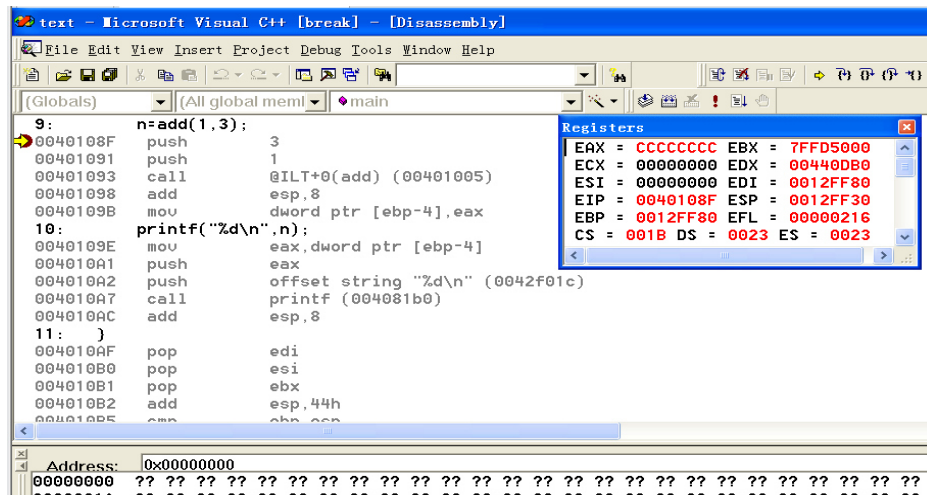 text - Microsoft Visual C++ [break] - [Disassembly]
File Edit View Insert Project Debug Tools Window Help
(Globals) (All global meml main
9: n=add(1,3);
0040108F push 3
00401091 push 1
00401093 call @ILT+0(add) (00401005)
00401098 add esp,8
0040109B mov dword ptr [ebp-4],eax
10: printf("%d\n",n);
0040109E mov eax,dword ptr [ebp-4]
004010A1 push eax
004010A2 push offset string "%d\n" (0042f01c)
004010A7 call printf (004081b0)
004010AC add esp,8
11: }
004010AF pop edi
004010B0 pop esi
004010B1 pop ebx
004010B2 add esp,44h
004010B5 cmp ebp,esp
Registers
EAX = CCCCCCCC EBX = 7FFD5000
ECX = 00000000 EDX = 00440DB0
ESI = 00000000 EDI = 0012FF80
EIP = 0040108F ESP = 0012FF30
EBP = 0012FF80 EFL = 00000216
CS = 001B DS = 0023 ES = 0023
Address: 0x00000000
00000000 ?? ?? ?? ?? ?? ?? ?? ?? ?? ?? ?? ?? ?? ?? ?? ?? ?? ?? ?? ?? ?? ?? ?? ?? ?? ??